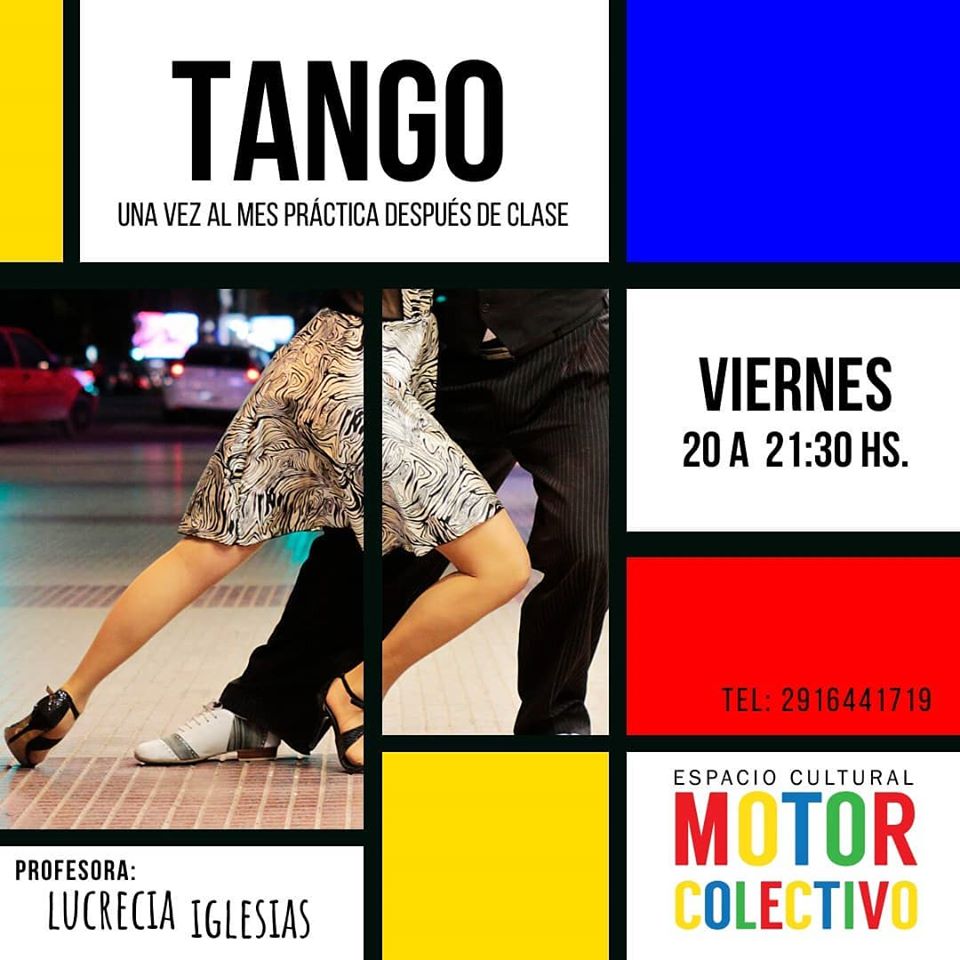 TANGO
UNA VEZ AL MES PRÁCTICA DESPUÉS DE CLASE
VIERNES
20 A 21:30 HS.
TEL: 2916441719
ESPACIO CULTURAL
MOTOR
COLECTIVO
PROFESORA:
LUCRECIA IGLESIAS